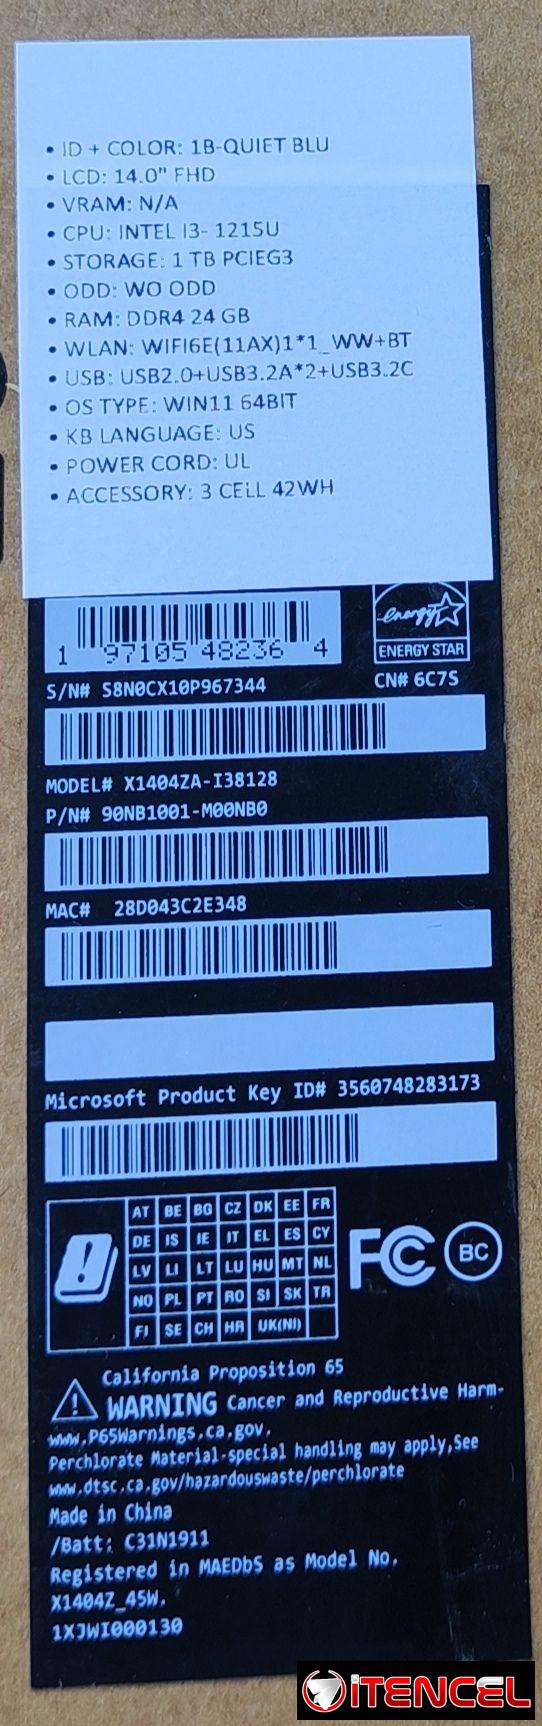 • ID + COLOR: 1B-QUIET BLU
• LCD: 14.0" FHD
• VRAM: N/A
• CPU: INTEL I3- 1215U
• STORAGE: 1 TB PCIEG3
• ODD: WO ODD
• RAM: DDR4 24 GB
• WLAN: WIFI6E(11AX)1*1_WW+BT
• USB: USB2.0+USB3.2A*2+USB3.2C
• OS TYPE: WIN11 64BIT
• KB LANGUAGE: US
• POWER CORD: UL
• ACCESSORY: 3 CELL 42WH
energy
1 97105 48236 4
ENERGY STAR
S/N# S8N0CX10P967344 CN# 6C7S
MODEL# X1404ZA-I38128
P/N# 90NB1001-M00NB0
MAC# 28D043C2E348
Microsoft Product Key ID# 3560748283173
AT BE BG CZ DK EE FR
DE IS IE IT EL ES CY
LV LI LT LU HU MT NL
NO PL PT RO SI SK TR
FI SE CH HR UK(NI)
FC BC
California Proposition 65
WARNING Cancer and Reproductive Harm-
www.P65Warnings.ca.gov.
Perchlorate Material-special handling may apply,See
www.dtsc.ca.gov/hazardouswaste/perchlorate
Made in China
/Batt: C31N1911
Registered in MAEDbS as Model No.
X1404Z_45W.
1XJWI000130
iTENCEL